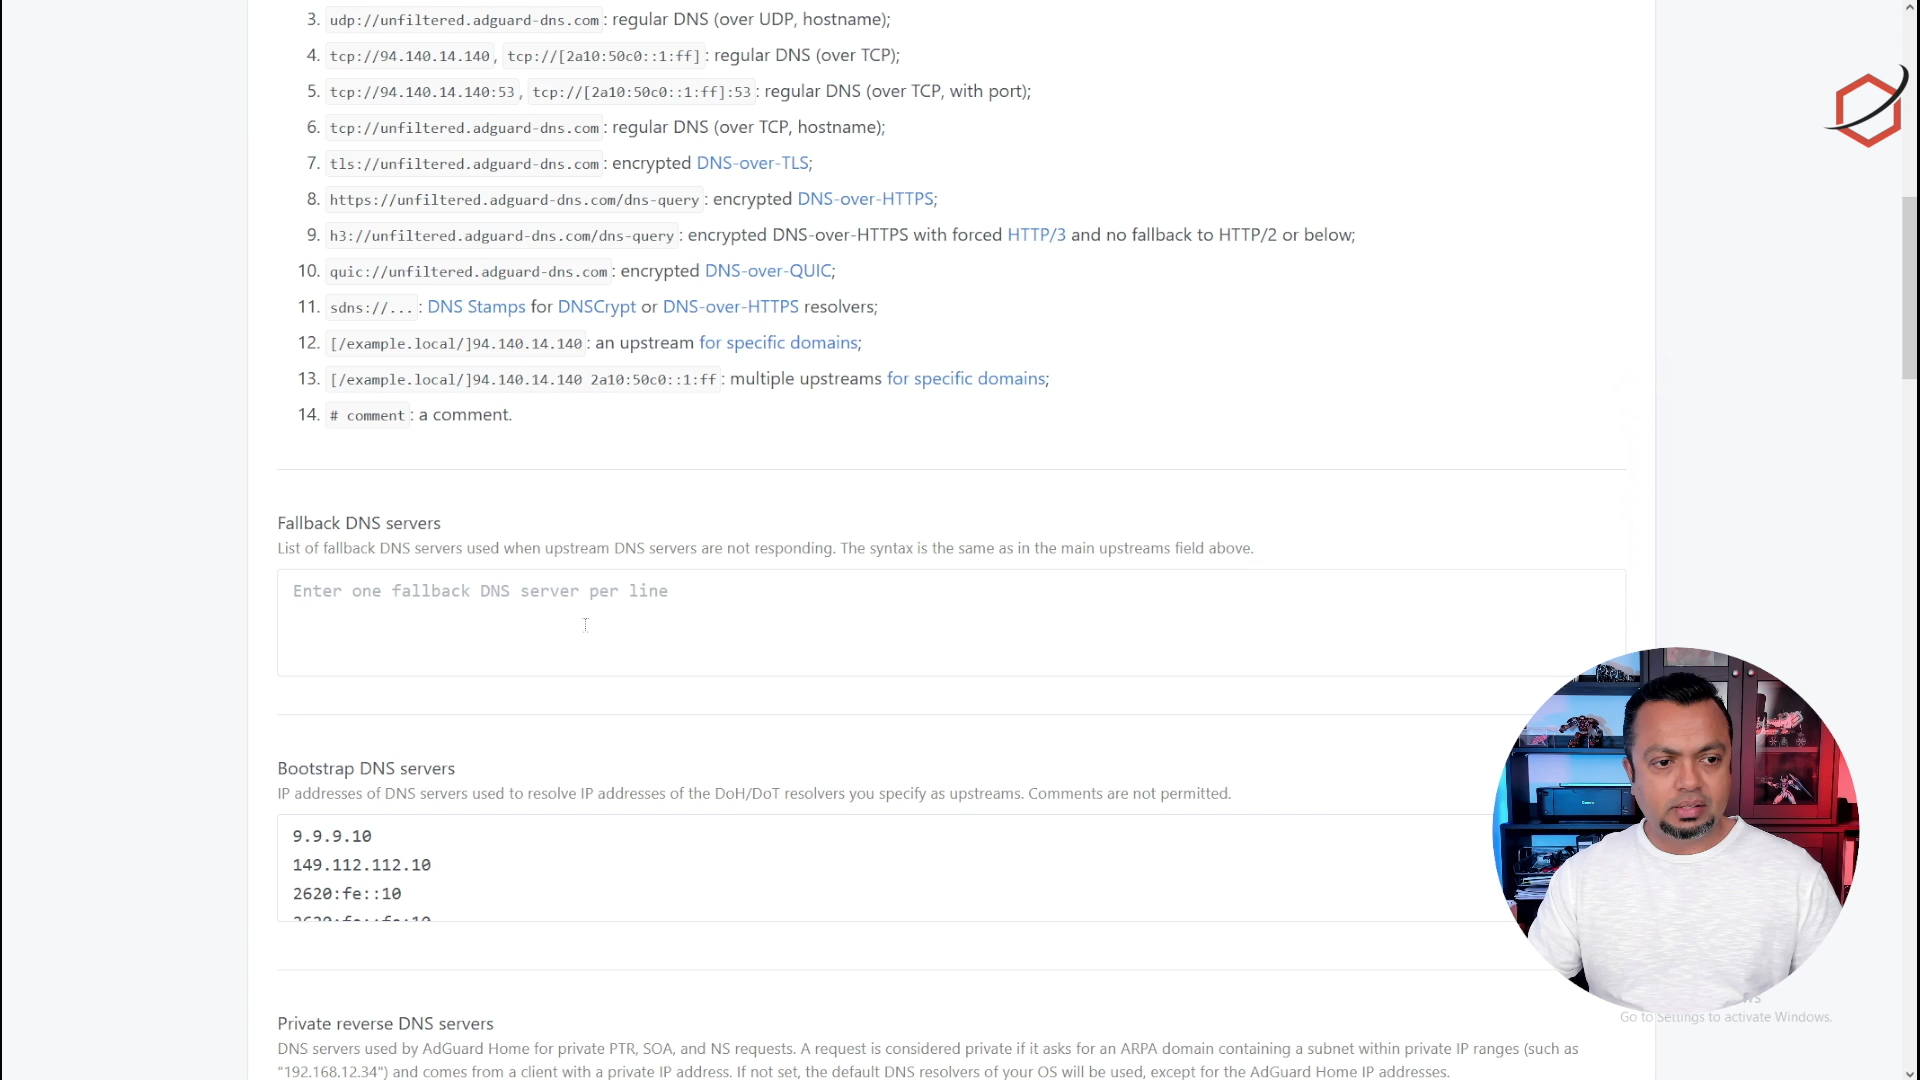 3. udp://unfiltered.adguard-dns.com: regular DNS (over UDP, hostname);
4. tcp://94.140.14.140, tcp://[2a10:50c0::1:ff]: regular DNS (over TCP);
5. tcp://94.140.14.140:53, tcp://[2a10:50c0::1:ff]:53: regular DNS (over TCP, with port);
6. tcp://unfiltered.adguard-dns.com: regular DNS (over TCP, hostname);
7. tls://unfiltered.adguard-dns.com: encrypted DNS-over-TLS;
8. https://unfiltered.adguard-dns.com/dns-query: encrypted DNS-over-HTTPS;
9. h3://unfiltered.adguard-dns.com/dns-query: encrypted DNS-over-HTTPS with forced HTTP/3 and no fallback to HTTP/2 or below;
10. quic://unfiltered.adguard-dns.com: encrypted DNS-over-QUIC;
11. sdns://...: DNS Stamps for DNSCrypt or DNS-over-HTTPS resolvers;
12. [/example.local/]94.140.14.140: an upstream for specific domains;
13. [/example.local/]94.140.14.140 2a10:50c0::1:ff: multiple upstreams for specific domains;
14. # comment: a comment.
Fallback DNS servers
List of fallback DNS servers used when upstream DNS servers are not responding. The syntax is the same as in the main upstreams field above.
Enter one fallback DNS server per line
Bootstrap DNS servers
IP addresses of DNS servers used to resolve IP addresses of the DoH/DoT resolvers you specify as upstreams. Comments are not permitted.
9.9.9.10
149.112.112.10
2620:fe::10
2620:fe::fe:10
Go to Settings to activate Windows.
Private reverse DNS servers
DNS servers used by AdGuard Home for private PTR, SOA, and NS requests. A request is considered private if it asks for an ARPA domain containing a subnet within private IP ranges (such as
"192.168.12.34") and comes from a client with a private IP address. If not set, the default DNS resolvers of your OS will be used, except for the AdGuard Home IP addresses.